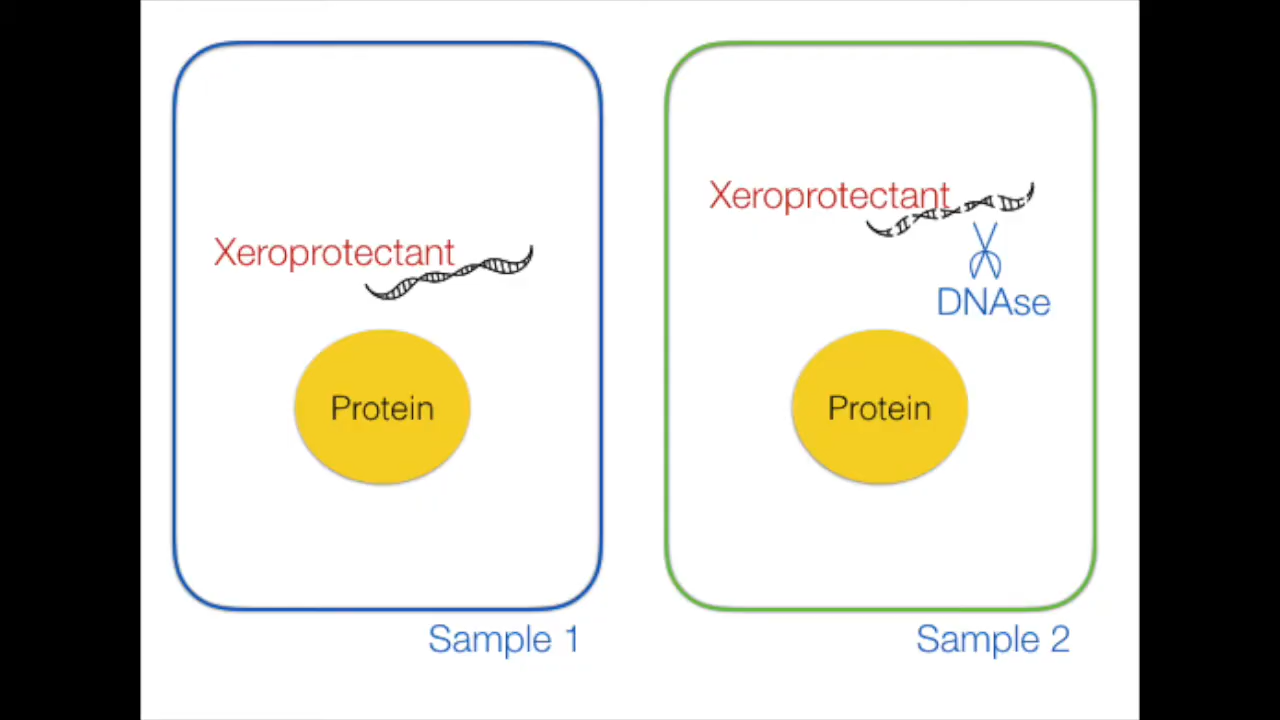 Xeroprotectant
Protein
Sample 1
Xeroprotectant
DNAse
Protein
Sample 2